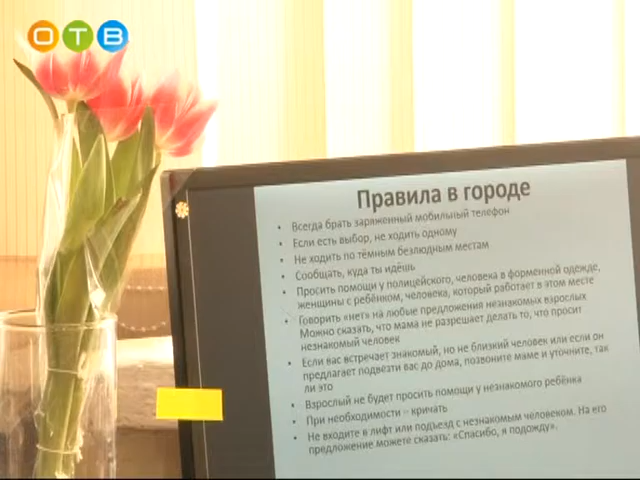 ОТВ
Правила в городе
• Всегда брать заряженный мобильный телефон
• Если есть выбор, не ходить одному
• Не ходить по тёмным безлюдным местам
• Сообщать, куда ты идёшь
• Просить помощи у полицейского, человека в форменной одежде,
женщины с ребёнком, человека, который работает в этом месте
• Говорить «нет» на любые предложения незнакомых взрослых
Можно сказать, что мама не разрешает делать то, что просит
незнакомый человек
• Если вас встречает знакомый, но не близкий человек или если он
предлагает подвезти вас до дома, позвоните маме и уточните, так
ли это
• Взрослый не будет просить помощи у незнакомого ребёнка
• При необходимости – кричать
• Не входите в лифт или подъезд с незнакомым человеком. На его
предложение можете сказать: «Спасибо, я подожду».